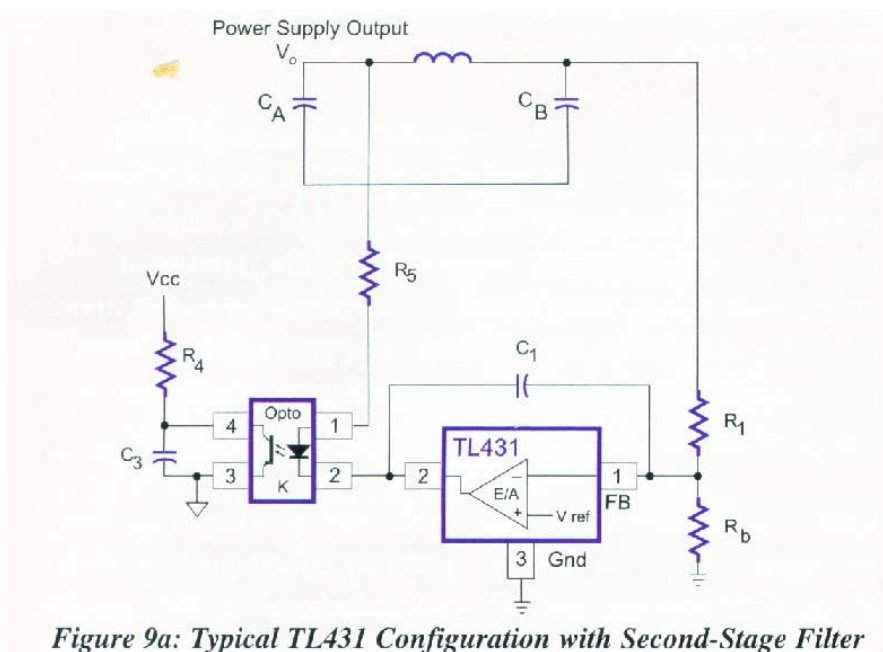 Power Supply Output
Vo
CA
CB
R5
Vcc
R4
C1
Opto
4
1
TL431
R1
C3
3
2
K
2
E/A
−
+
V ref
1
FB
Rb
3
Gnd
Figure 9a: Typical TL431 Configuration with Second-Stage Filter